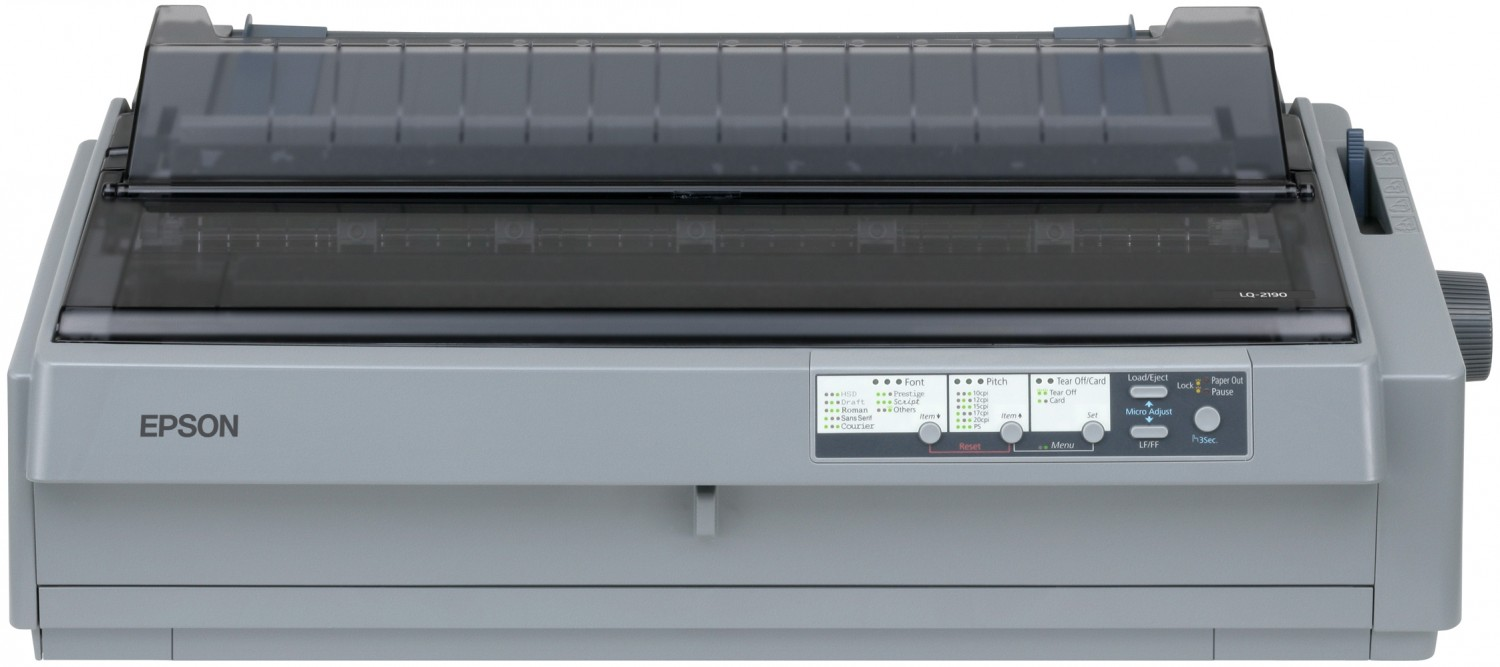 LQ-2190
EPSON
Font
HSD
Draft
Roman
Sans Serif
Courier
Prestige
Script
Others
Item
Pitch
10cpi
12cpi
15cpi
17cpi
20cpi
PS
Item
Tear Off/Card
Tear Off
Card
Set
Reset
Menu
Load/Eject
Micro Adjust
LF/FF
Lock
Paper Out
Pause
3Sec.